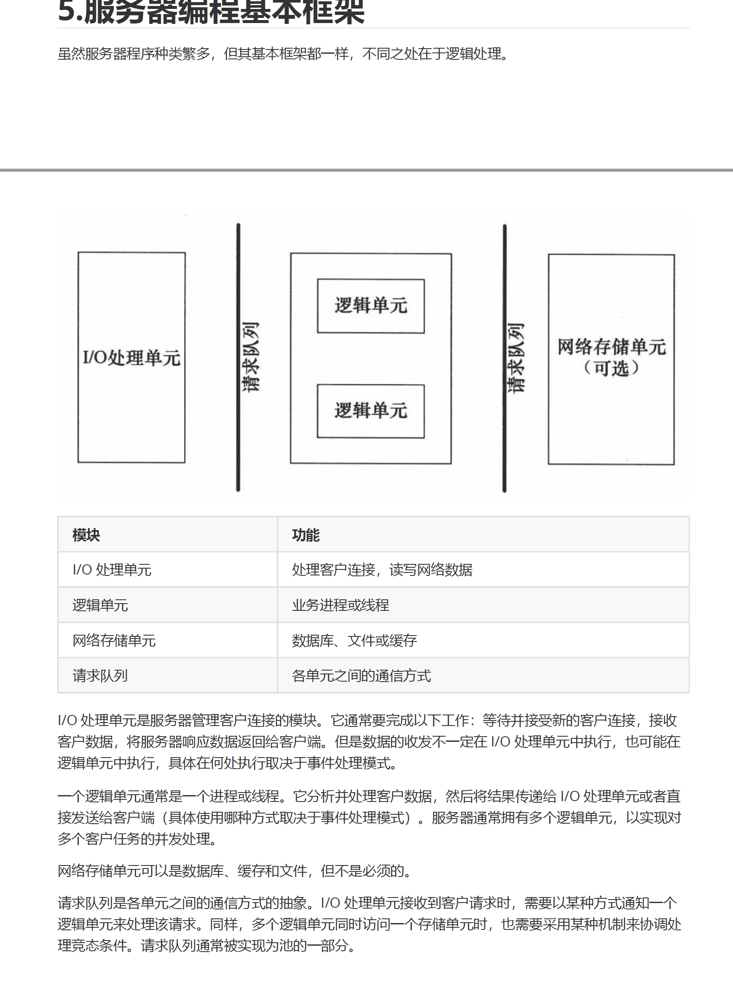 5.服务器编程基本框架
虽然服务器程序种类繁多，但其基本框架都一样，不同之处在于逻辑处理。
I/O处理单元
请求队列
逻辑单元
逻辑单元
请求队列
网络存储单元
（可选）
模块 功能
I/O 处理单元 处理客户连接，读写网络数据
逻辑单元 业务进程或线程
网络存储单元 数据库、文件或缓存
请求队列 各单元之间的通信方式
I/O 处理单元是服务器管理客户连接的模块。它通常要完成以下工作：等待并接受新的客户连接，接收
客户数据，将服务器响应数据返回给客户端。但是数据的收发不一定在 I/O 处理单元中执行，也可能在
逻辑单元中执行，具体在何处执行取决于事件处理模式。
一个逻辑单元通常是一个进程或线程。它分析并处理客户数据，然后将结果传递给 I/O 处理单元或者直
接发送给客户端（具体使用哪种方式取决于事件处理模式）。服务器通常拥有多个逻辑单元，以实现对
多个客户任务的并发处理。
网络存储单元可以是数据库、缓存和文件，但不是必须的。
请求队列是各单元之间的通信方式的抽象。I/O 处理单元接收到客户请求时，需要以某种方式通知一个
逻辑单元来处理该请求。同样，多个逻辑单元同时访问一个存储单元时，也需要采用某种机制来协调处
理竞态条件。请求队列通常被实现为池的一部分。